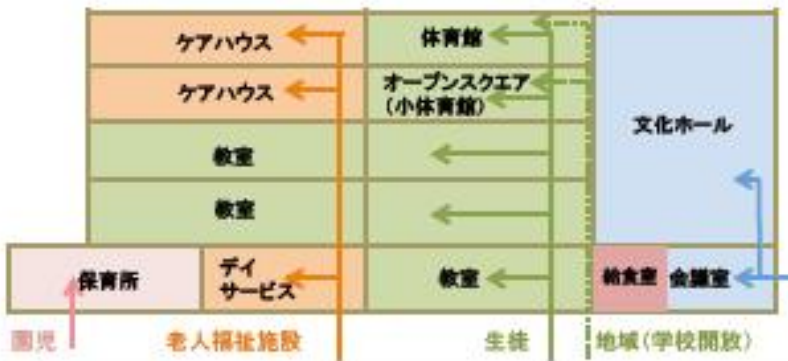 ケアハウス
体育館
ケアハウス
オープンスクエア
(小体育館)
文化ホール
教室
教室
保育所
デイ
サービス
教室
給食室
会議室
園児
老人福祉施設
生徒
地域(学校開放)